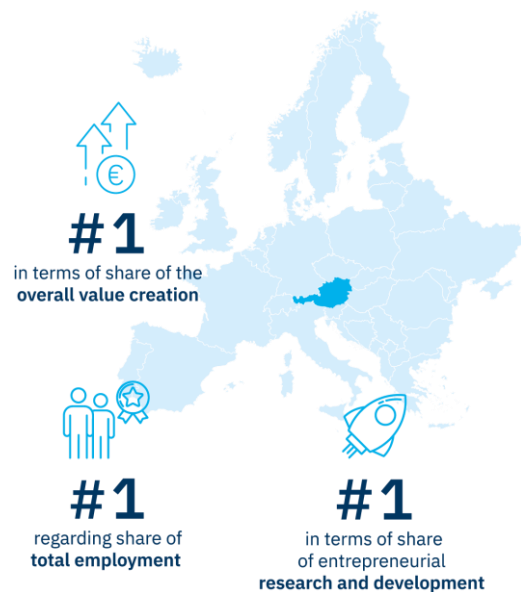 €
#1
in terms of share of the
overall value creation
#1
regarding share of
total employment
#1
in terms of share
of entrepreneurial
research and development